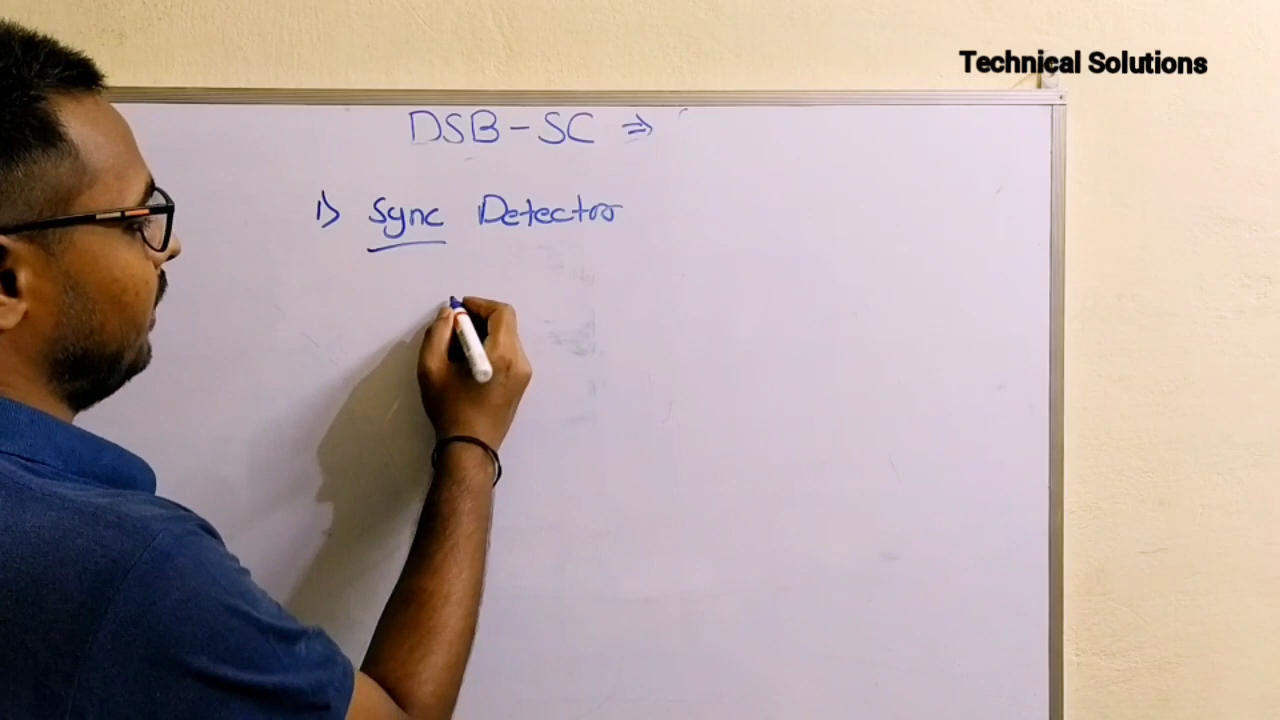 Technical Solutions
DSB-SC ⇒
1) Sync Detector